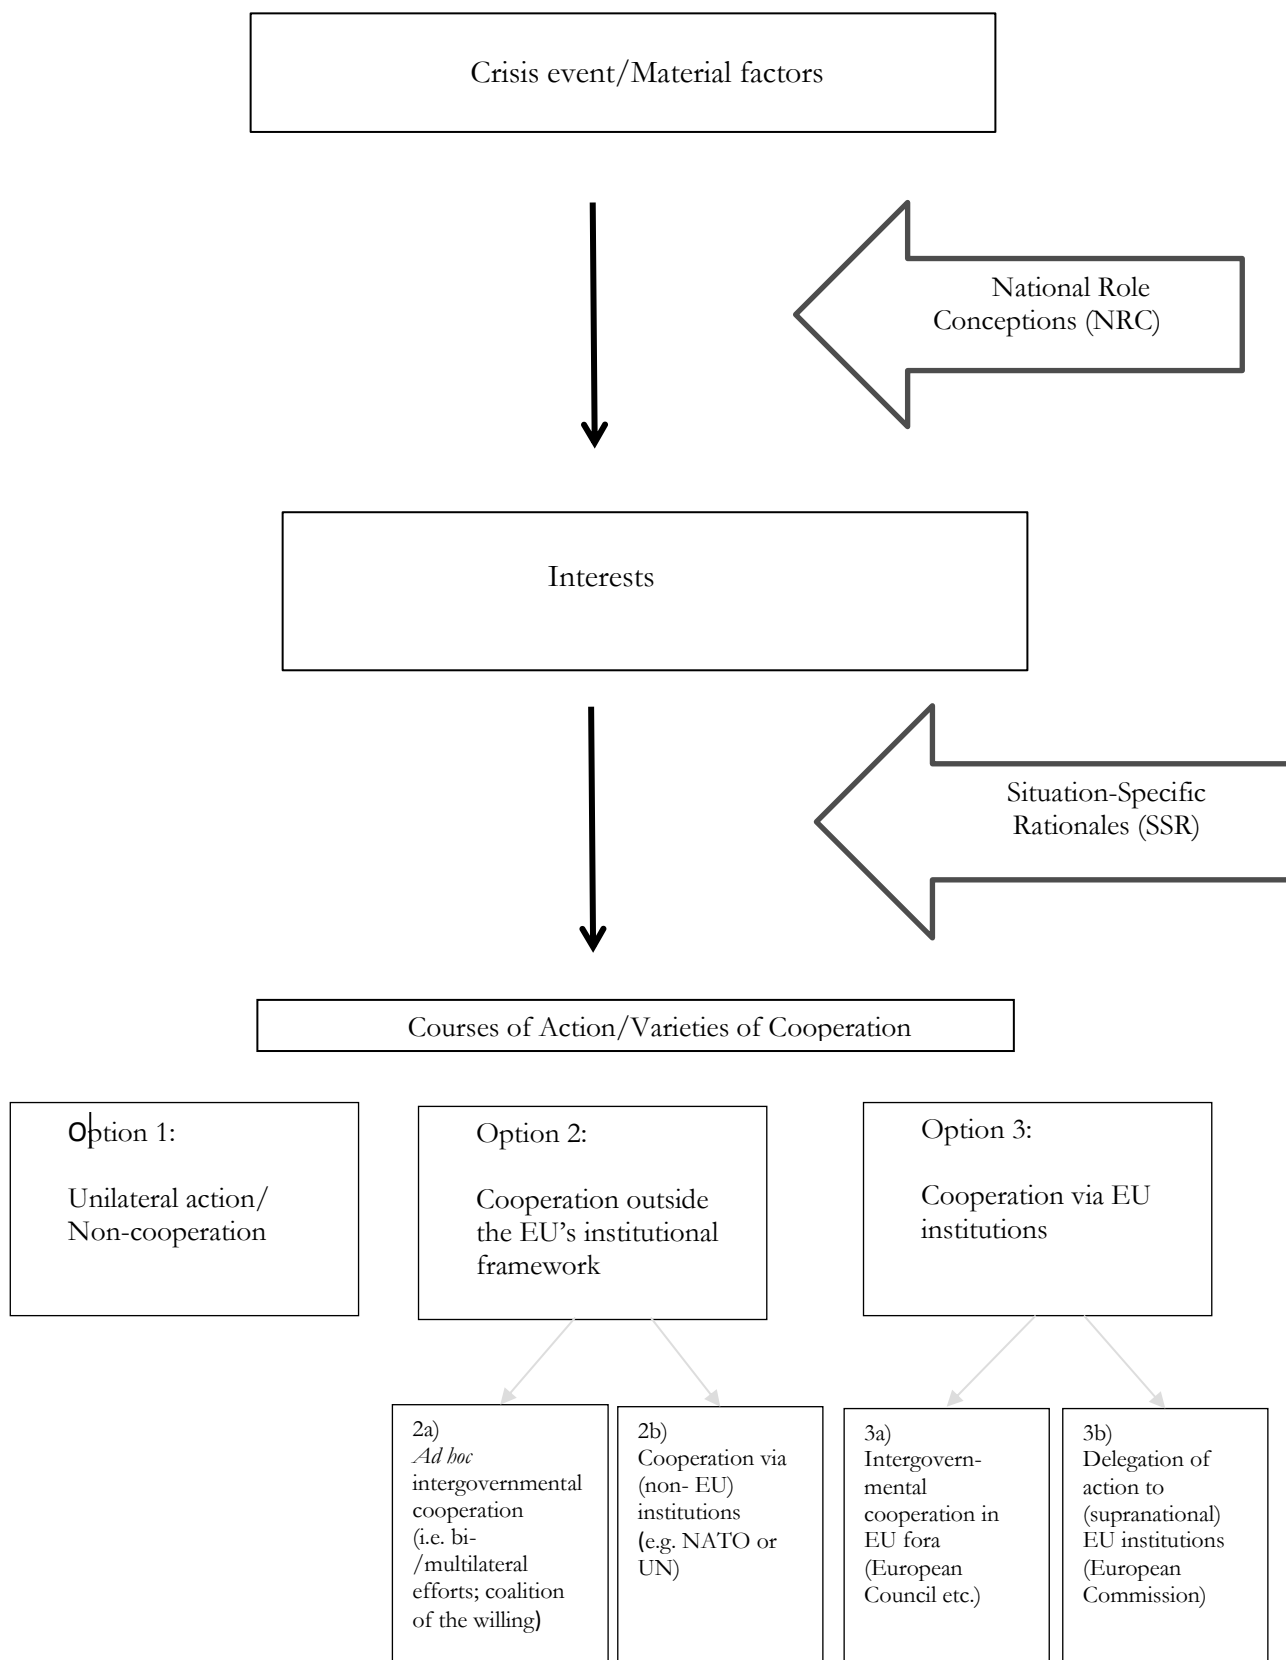 Crisis event/Material factors
National Role
Conceptions (NRC)
Interests
Situation-Specific
Rationales (SSR)
Courses of Action/Varieties of Cooperation
Option 1:
Unilateral action/
Non-cooperation
Option 2:
Cooperation outside
the EU’s institutional
framework
Option 3:
Cooperation via EU
institutions
2a)
Ad hoc
intergovernmental
cooperation
(i.e. bi-
/multilateral
efforts; coalition
of the willing)
2b)
Cooperation via
(non- EU)
institutions
(e.g. NATO or
UN)
3a)
Intergovern-
mental
cooperation in
EU fora
(European
Council etc.)
3b)
Delegation of
action to
(supranational)
EU institutions
(European
Commission)